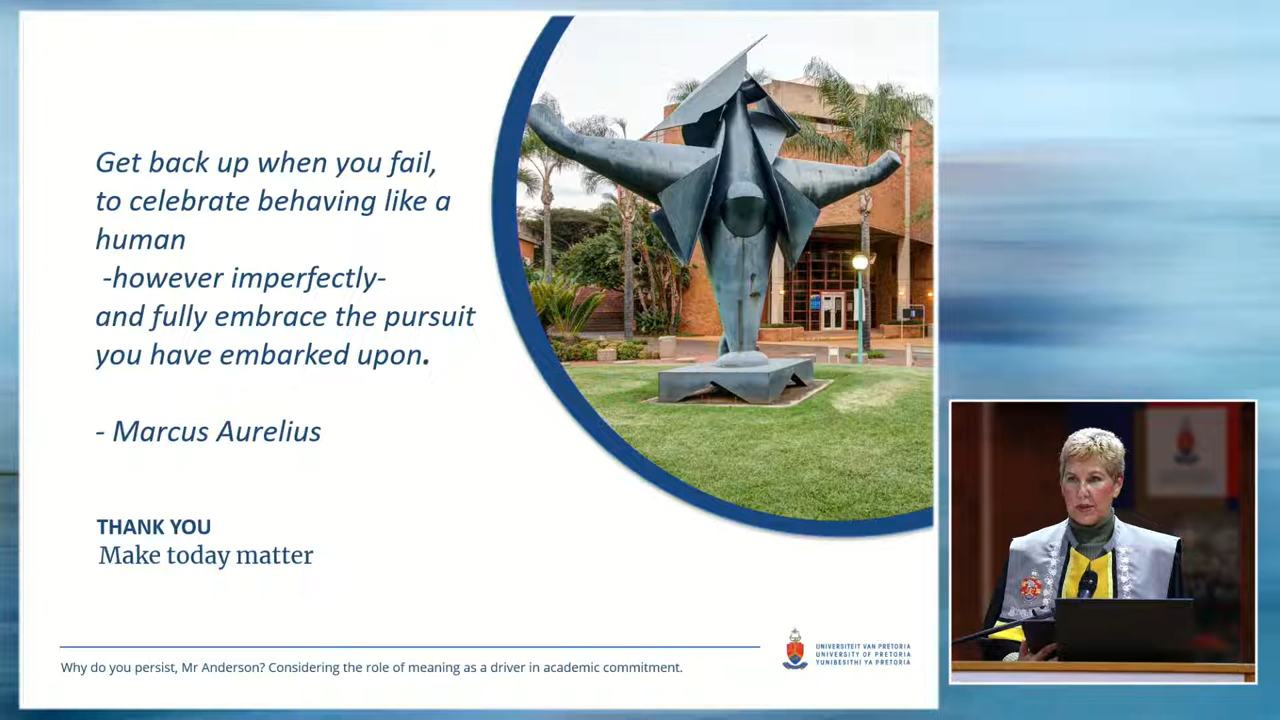 Get back up when you fail,
to celebrate behaving like a
human
-however imperfectly-
and fully embrace the pursuit
you have embarked upon.
- Marcus Aurelius
THANK YOU
Make today matter
Why do you persist, Mr Anderson? Considering the role of meaning as a driver in academic commitment.
UNIVERSITEIT VAN PRETORIA
UNIVERSITY OF PRETORIA
YUNIBESITHI YA PRETORIA